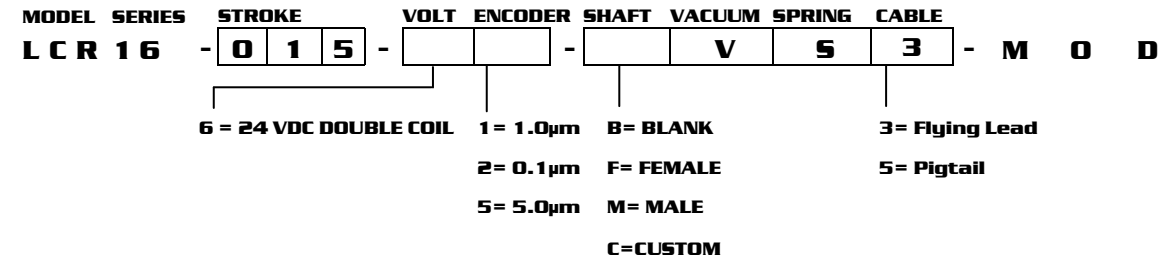 MODEL SERIES STROKE VOLT ENCODER SHAFT VACUUM SPRING CABLE
LCR16 - 0 1 5 - - V S 3 - M O D
6 = 24 VDC DOUBLE COIL 1= 1.0µm B= BLANK 3= Flying Lead
2= 0.1µm F= FEMALE 5= Pigtail
5= 5.0µm M= MALE
C=CUSTOM